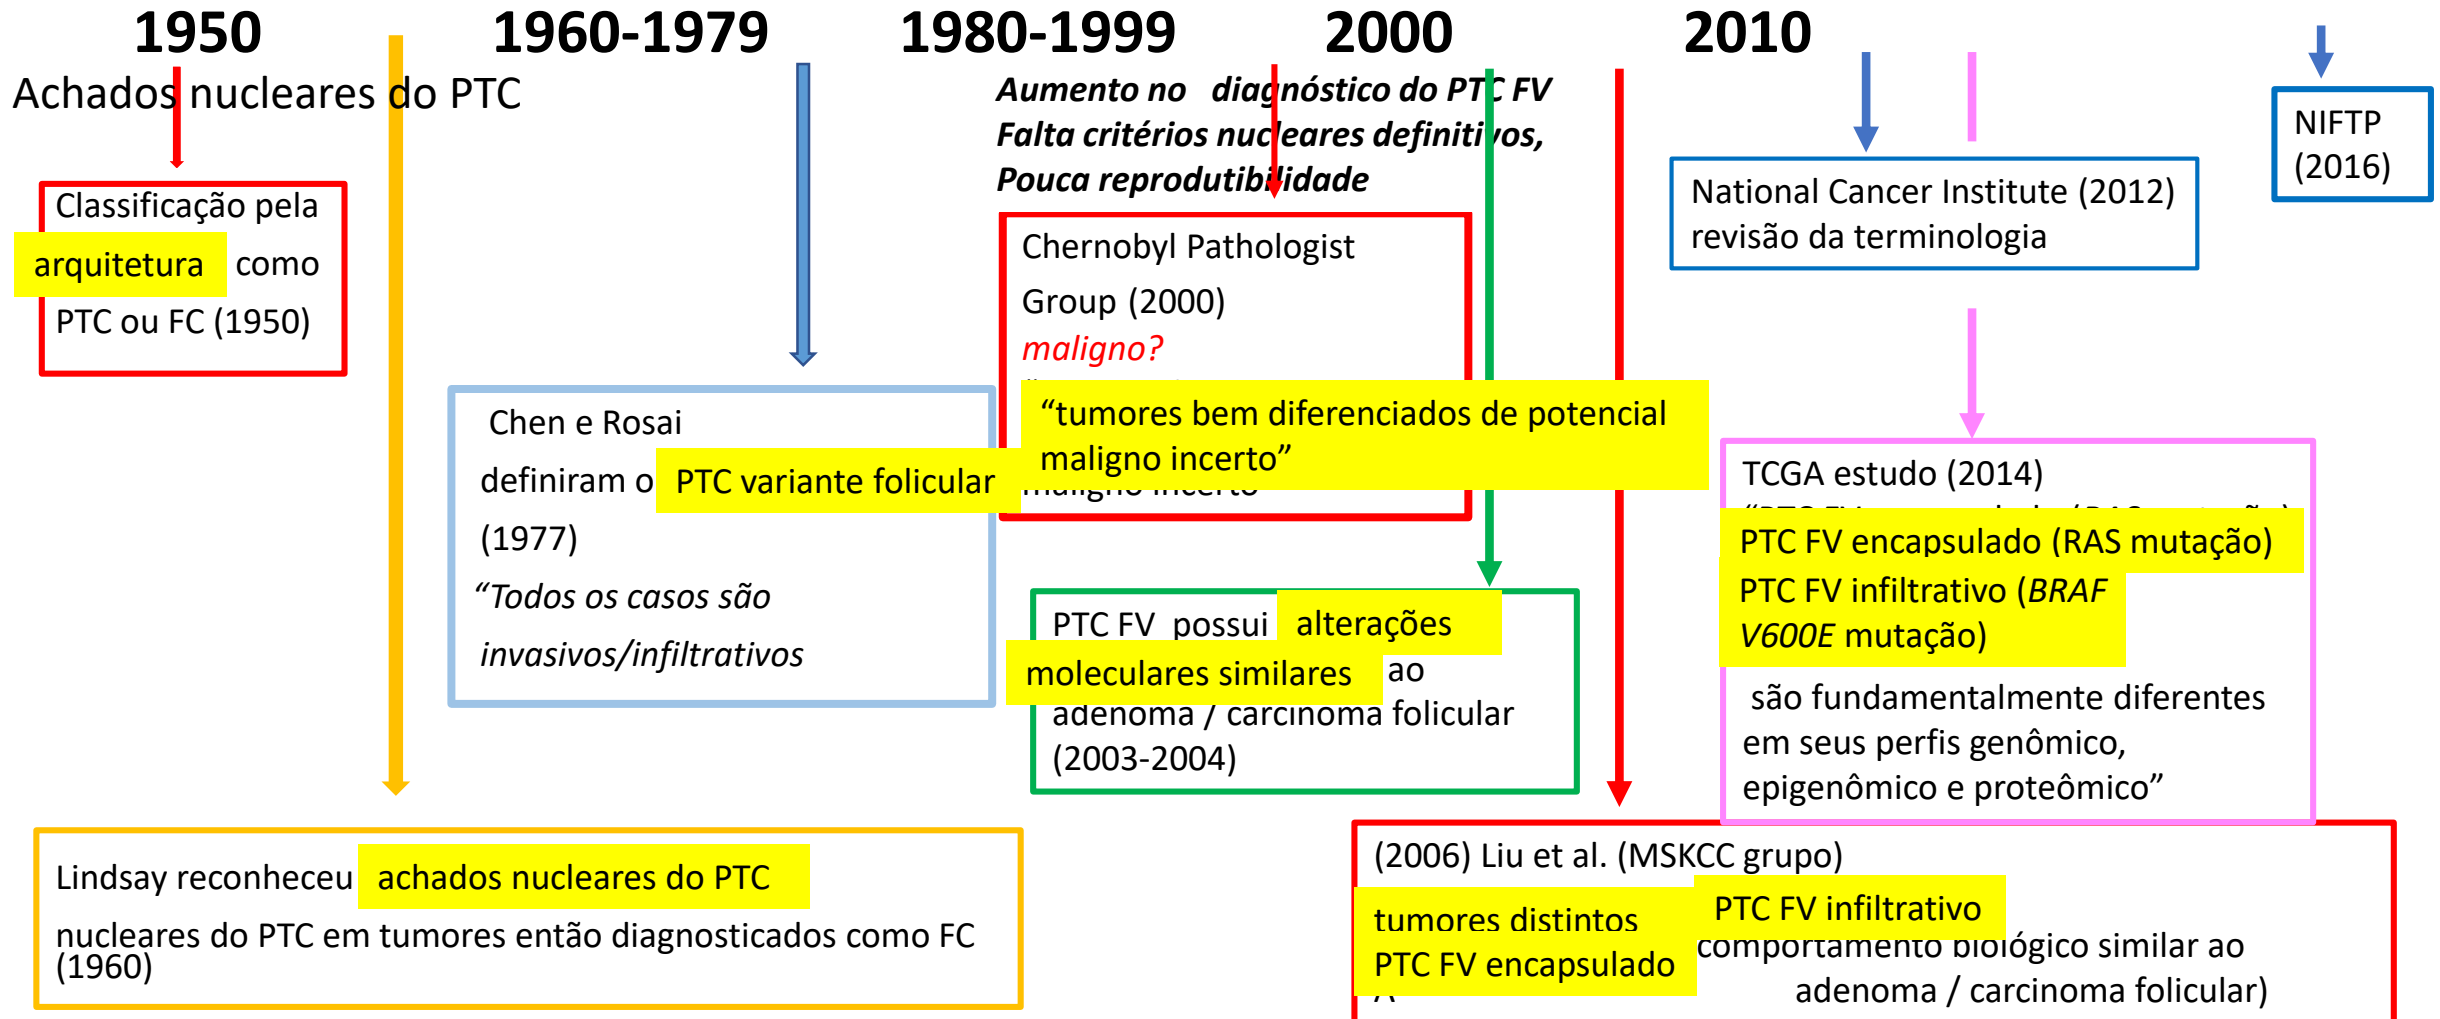 1950
1960-1979
1980-1999
2000
2010
Achados nucleares do PTC
Classificação pela
arquitetura como
PTC ou FC (1950)
Lindsay reconheceu achados nucleares do PTC
nucleares do PTC em tumores então diagnosticados como FC
(1960)
Chen e Rosai
definiram o PTC variante folicular
(1977)
“Todos os casos são
invasivos/infiltrativos
Aumento no diagnóstico do PTC FV
Falta critérios nucleares definitivos,
Pouca reprodutibilidade
Chernobyl Pathologist
Group (2000)
maligno?
“tumores bem diferenciados de potencial
maligno incerto”
maligno incerto
PTC FV possui alterações
moleculares similares ao
adenoma / carcinoma folicular
(2003-2004)
(2006) Liu et al. (MSKCC grupo)
tumores distintos
PTC FV infiltrativo
PTC FV encapsulado
comportamento biológico similar ao
adenoma / carcinoma folicular)
National Cancer Institute (2012)
revisão da terminologia
TCGA estudo (2014)
PTC FV encapsulado (RAS mutação)
PTC FV infiltrativo (BRAF
V600E mutação)
são fundamentalmente diferentes
em seus perfis genômico,
epigenômico e proteômico”
NIFTP
(2016)